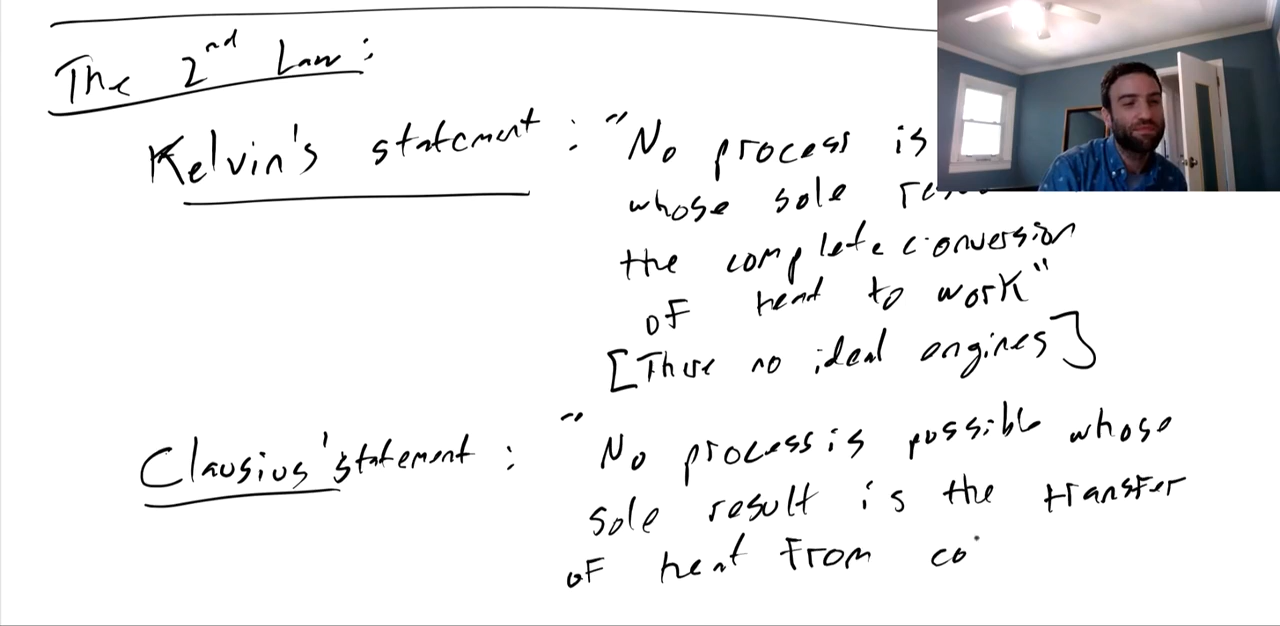 The 2nd Law:
Kelvin's statement : "No process is
whose sole
the complete conversion
of heat to work"
[There no ideal engines]
Clausius' statement : "No process is possible whose
sole result is the transfer
of heat from co